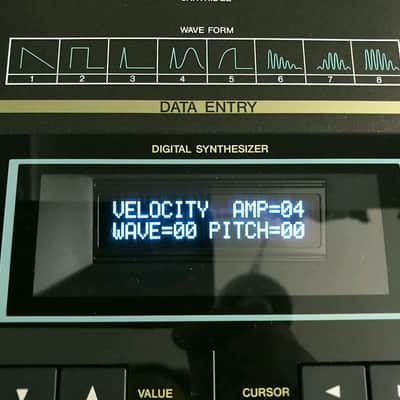 WAVE FORM
1 2 3 4 5 6 7 8
DATA ENTRY
DIGITAL SYNTHESIZER
VELOCITY AMP=04
WAVE=00 PITCH=00
VALUE CURSOR